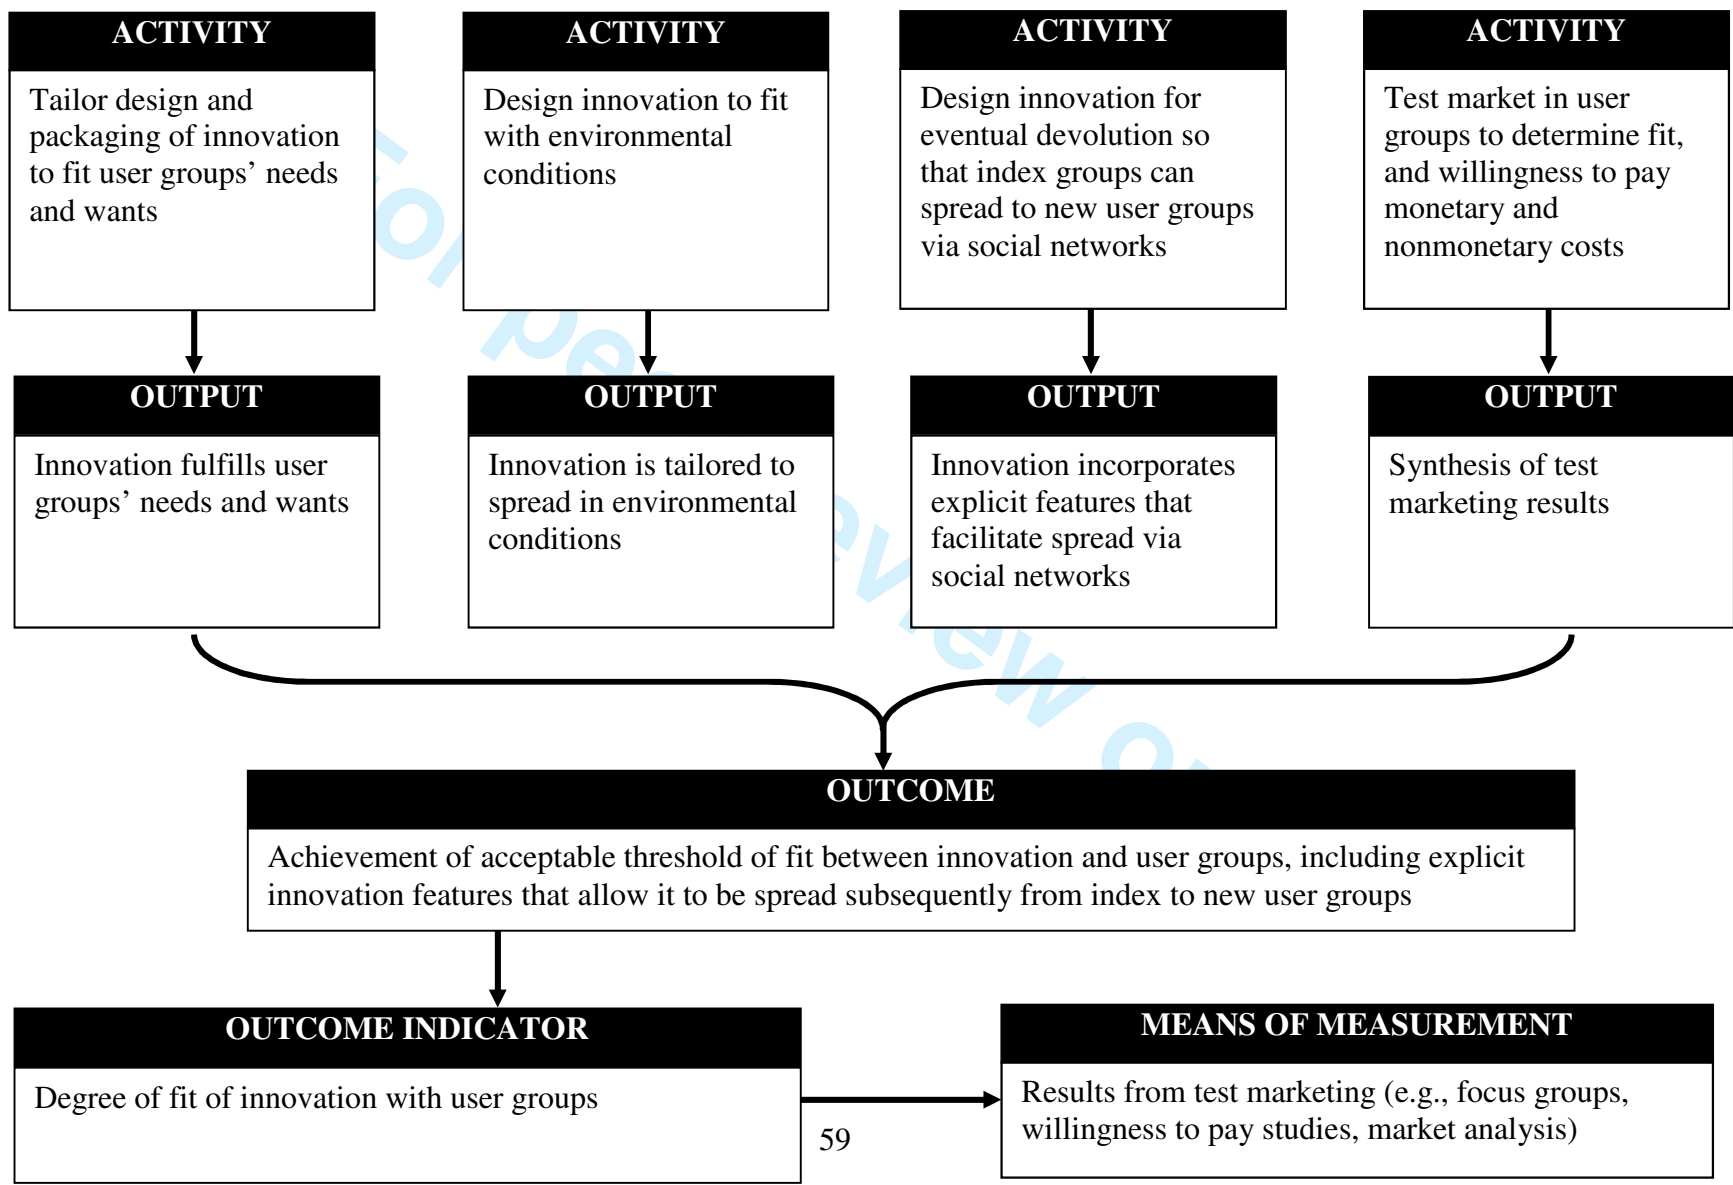 ACTIVITY
Tailor design and
packaging of innovation
to fit user groups’ needs
and wants
ACTIVITY
Design innovation to fit
with environmental
conditions
ACTIVITY
Design innovation for
eventual devolution so
that index groups can
spread to new user groups
via social networks
ACTIVITY
Test market in user
groups to determine fit,
and willingness to pay
monetary and
nonmonetary costs
OUTPUT
Innovation fulfills user
groups’ needs and wants
OUTPUT
Innovation is tailored to
spread in environmental
conditions
OUTPUT
Innovation incorporates
explicit features that
facilitate spread via
social networks
OUTPUT
Synthesis of test
marketing results
OUTCOME
Achievement of acceptable threshold of fit between innovation and user groups, including explicit
innovation features that allow it to be spread subsequently from index to new user groups
OUTCOME INDICATOR
Degree of fit of innovation with user groups
MEANS OF MEASUREMENT
Results from test marketing (e.g., focus groups,
willingness to pay studies, market analysis)
59